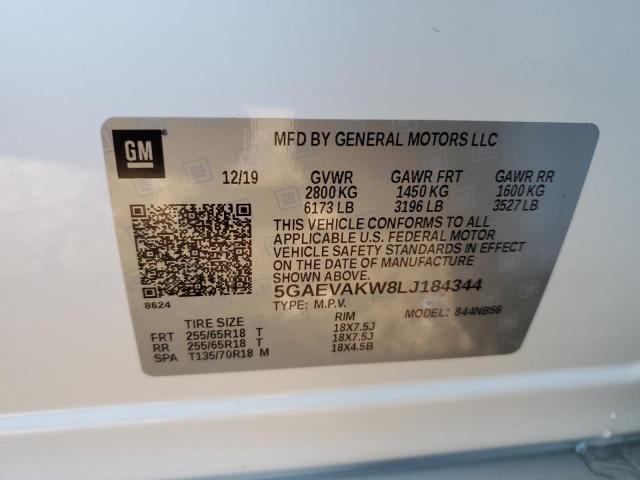 GM ®
MFD BY GENERAL MOTORS LLC
12/19 GVWR GAWR FRT GAWR RR
2800 KG 1450 KG 1600 KG
6173 LB 3196 LB 3527 LB
THIS VEHICLE CONFORMS TO ALL
APPLICABLE U.S. FEDERAL MOTOR
VEHICLE SAFETY STANDARDS IN EFFECT
ON THE DATE OF MANUFACTURE
SHOWN ABOVE.
8624
5GAEVAKW8LJ184344
TYPE: M.P.V. MODEL: 844NB56
TIRE SIZE RIM
FRT 255/65R18 T 18X7.5J
RR 255/65R18 T 18X7.5J
SPA T135/70R18 M 18X4.5B